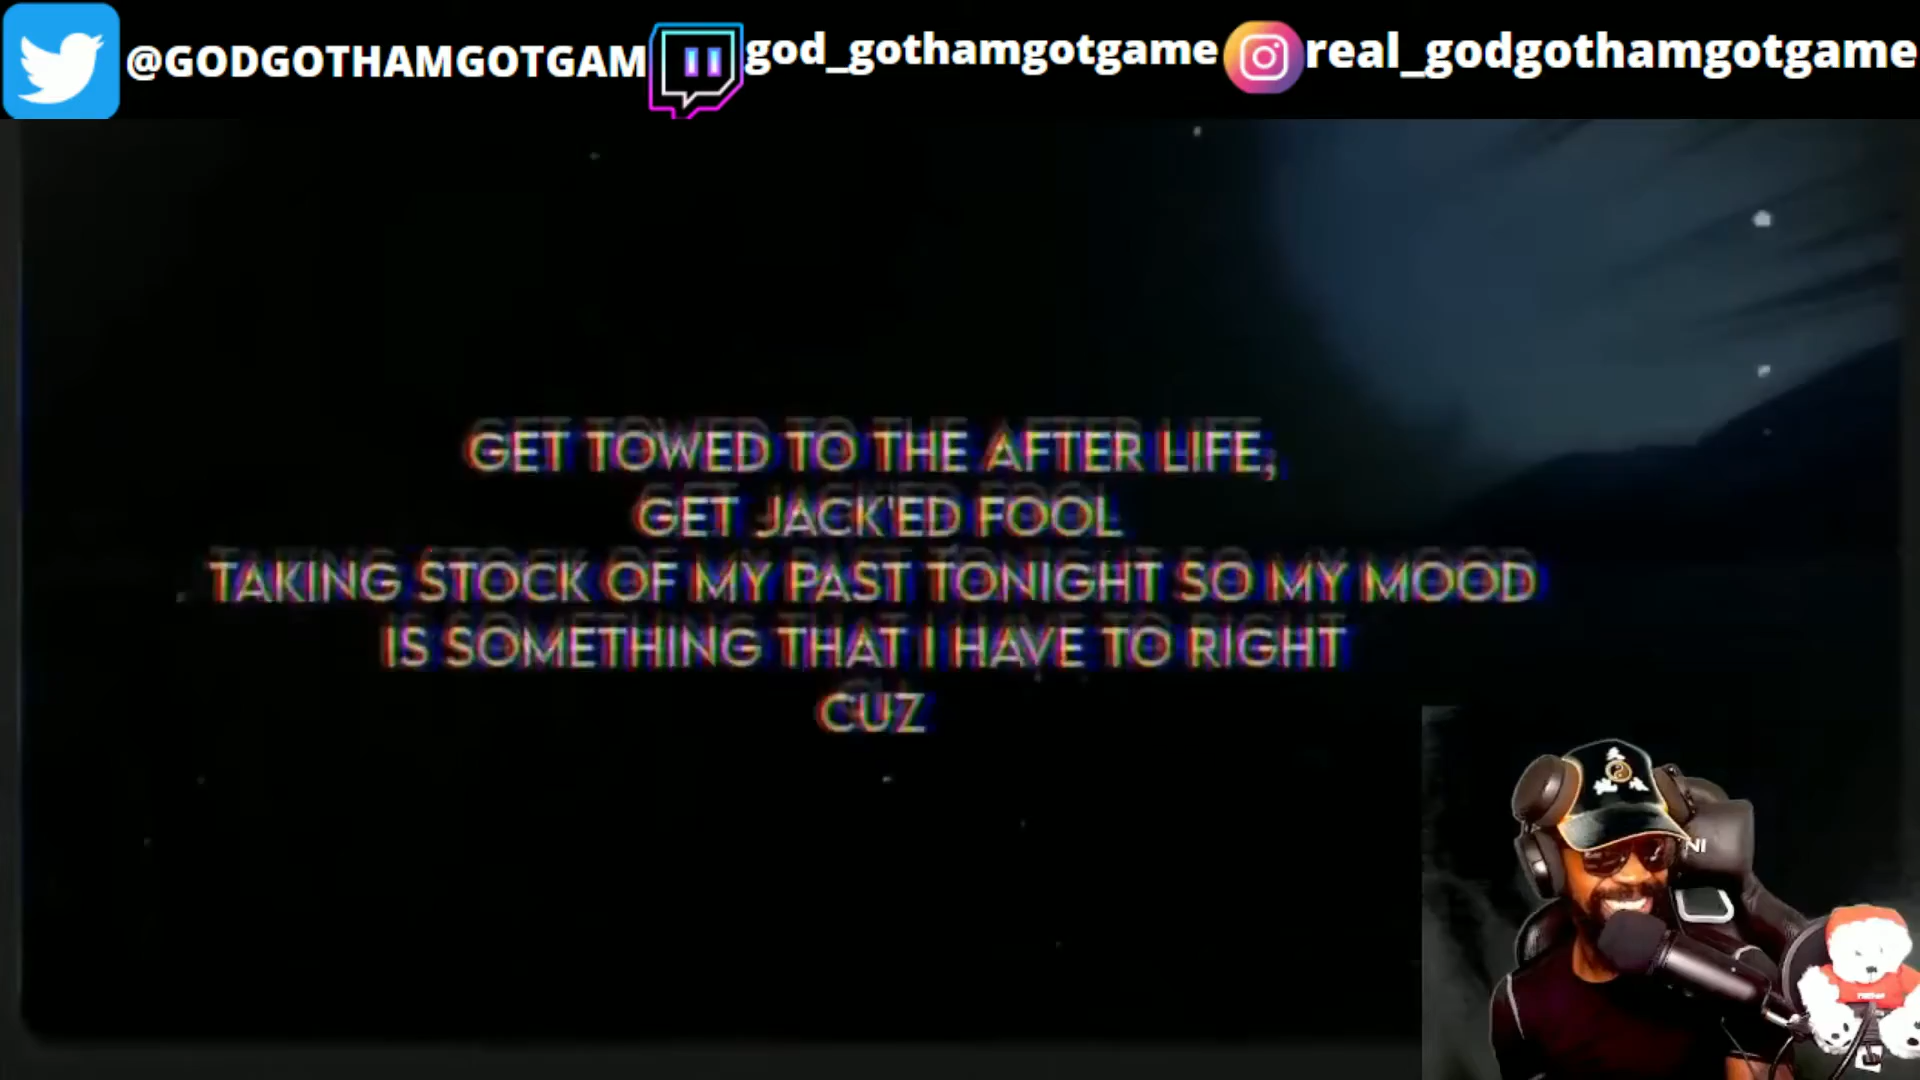 @GODGOTHAMGOTGAM
god_gothamgotgame
real_godgothamgotgame
GET TOWED TO THE AFTER LIFE,
GET JACK'ED FOOL
TAKING STOCK OF MY PAST TONIGHT SO MY MOOD
IS SOMETHING THAT I HAVE TO RIGHT
CUZ
NI